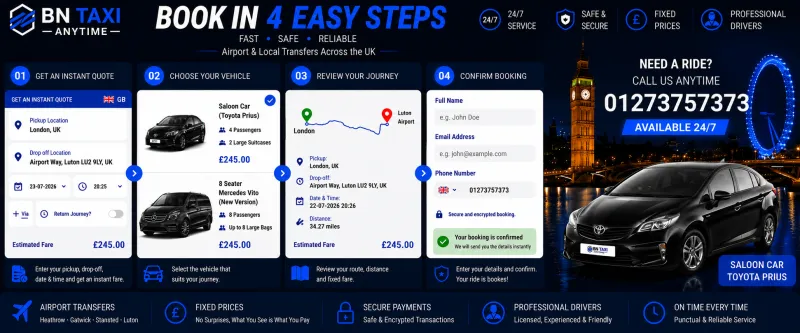 BN TAXI
ANYTIME
BOOK IN 4 EASY STEPS
FAST • SAFE • RELIABLE
Airport & Local Transfers Across the UK
24/7
24/7
SERVICE
SAFE &
SECURE
£
FIXED
PRICES
PROFESSIONAL
DRIVERS
01 GET AN INSTANT QUOTE
GET AN INSTANT QUOTE
GB
Pickup Location
London, UK
Drop off Location
Airport Way, Luton LU2 9LY, UK
23-07-2026
20:25
+ Via
Return Journey?
Estimated Fare
£245.00
Enter your pickup, drop-off,
date & time and get an instant fare.
02 CHOOSE YOUR VEHICLE
Saloon Car
(Toyota Prius)
4 Passengers
2 Large Suitcases
£245.00
8 Seater
Mercedes Vito
(New Version)
8 Passengers
Up to 8 Large Bags
£245.00
Select the vehicle that
suits your journey.
03 REVIEW YOUR JOURNEY
London
Luton
Airport
Pickup:
London, UK
Drop-off:
Airport Way, Luton LU2 9LY, UK
Date & Time:
22-07-2026 20:26
Distance:
34.27 miles
Estimated Fare
£245.00
Review your route, distance
and fixed fare.
04 CONFIRM BOOKING
Full Name
e.g. John Doe
Email Address
e.g. john@example.com
Phone Number
01273757373
Secure and encrypted booking.
Your booking is confirmed
We will send you the details instantly
Enter your details and confirm.
Your ride is bookes!
NEED A RIDE?
CALL US ANYTIME
01273757373
AVAILABLE 24/7
BN TAXI
SALOON CAR
TOYOTA PRIUS
AIRPORT TRANSFERS
Heathrow • Gatwick • Stansted • Luton
£
FIXED PRICES
No Surprises, What You See is What You Pay
SECURE PAYMENTS
Safe & Encrypted Transactions
PROFESSIONAL DRIVERS
Licensed, Experienced & Friendly
ON TIME EVERY TIME
Punctual & Reliable Service